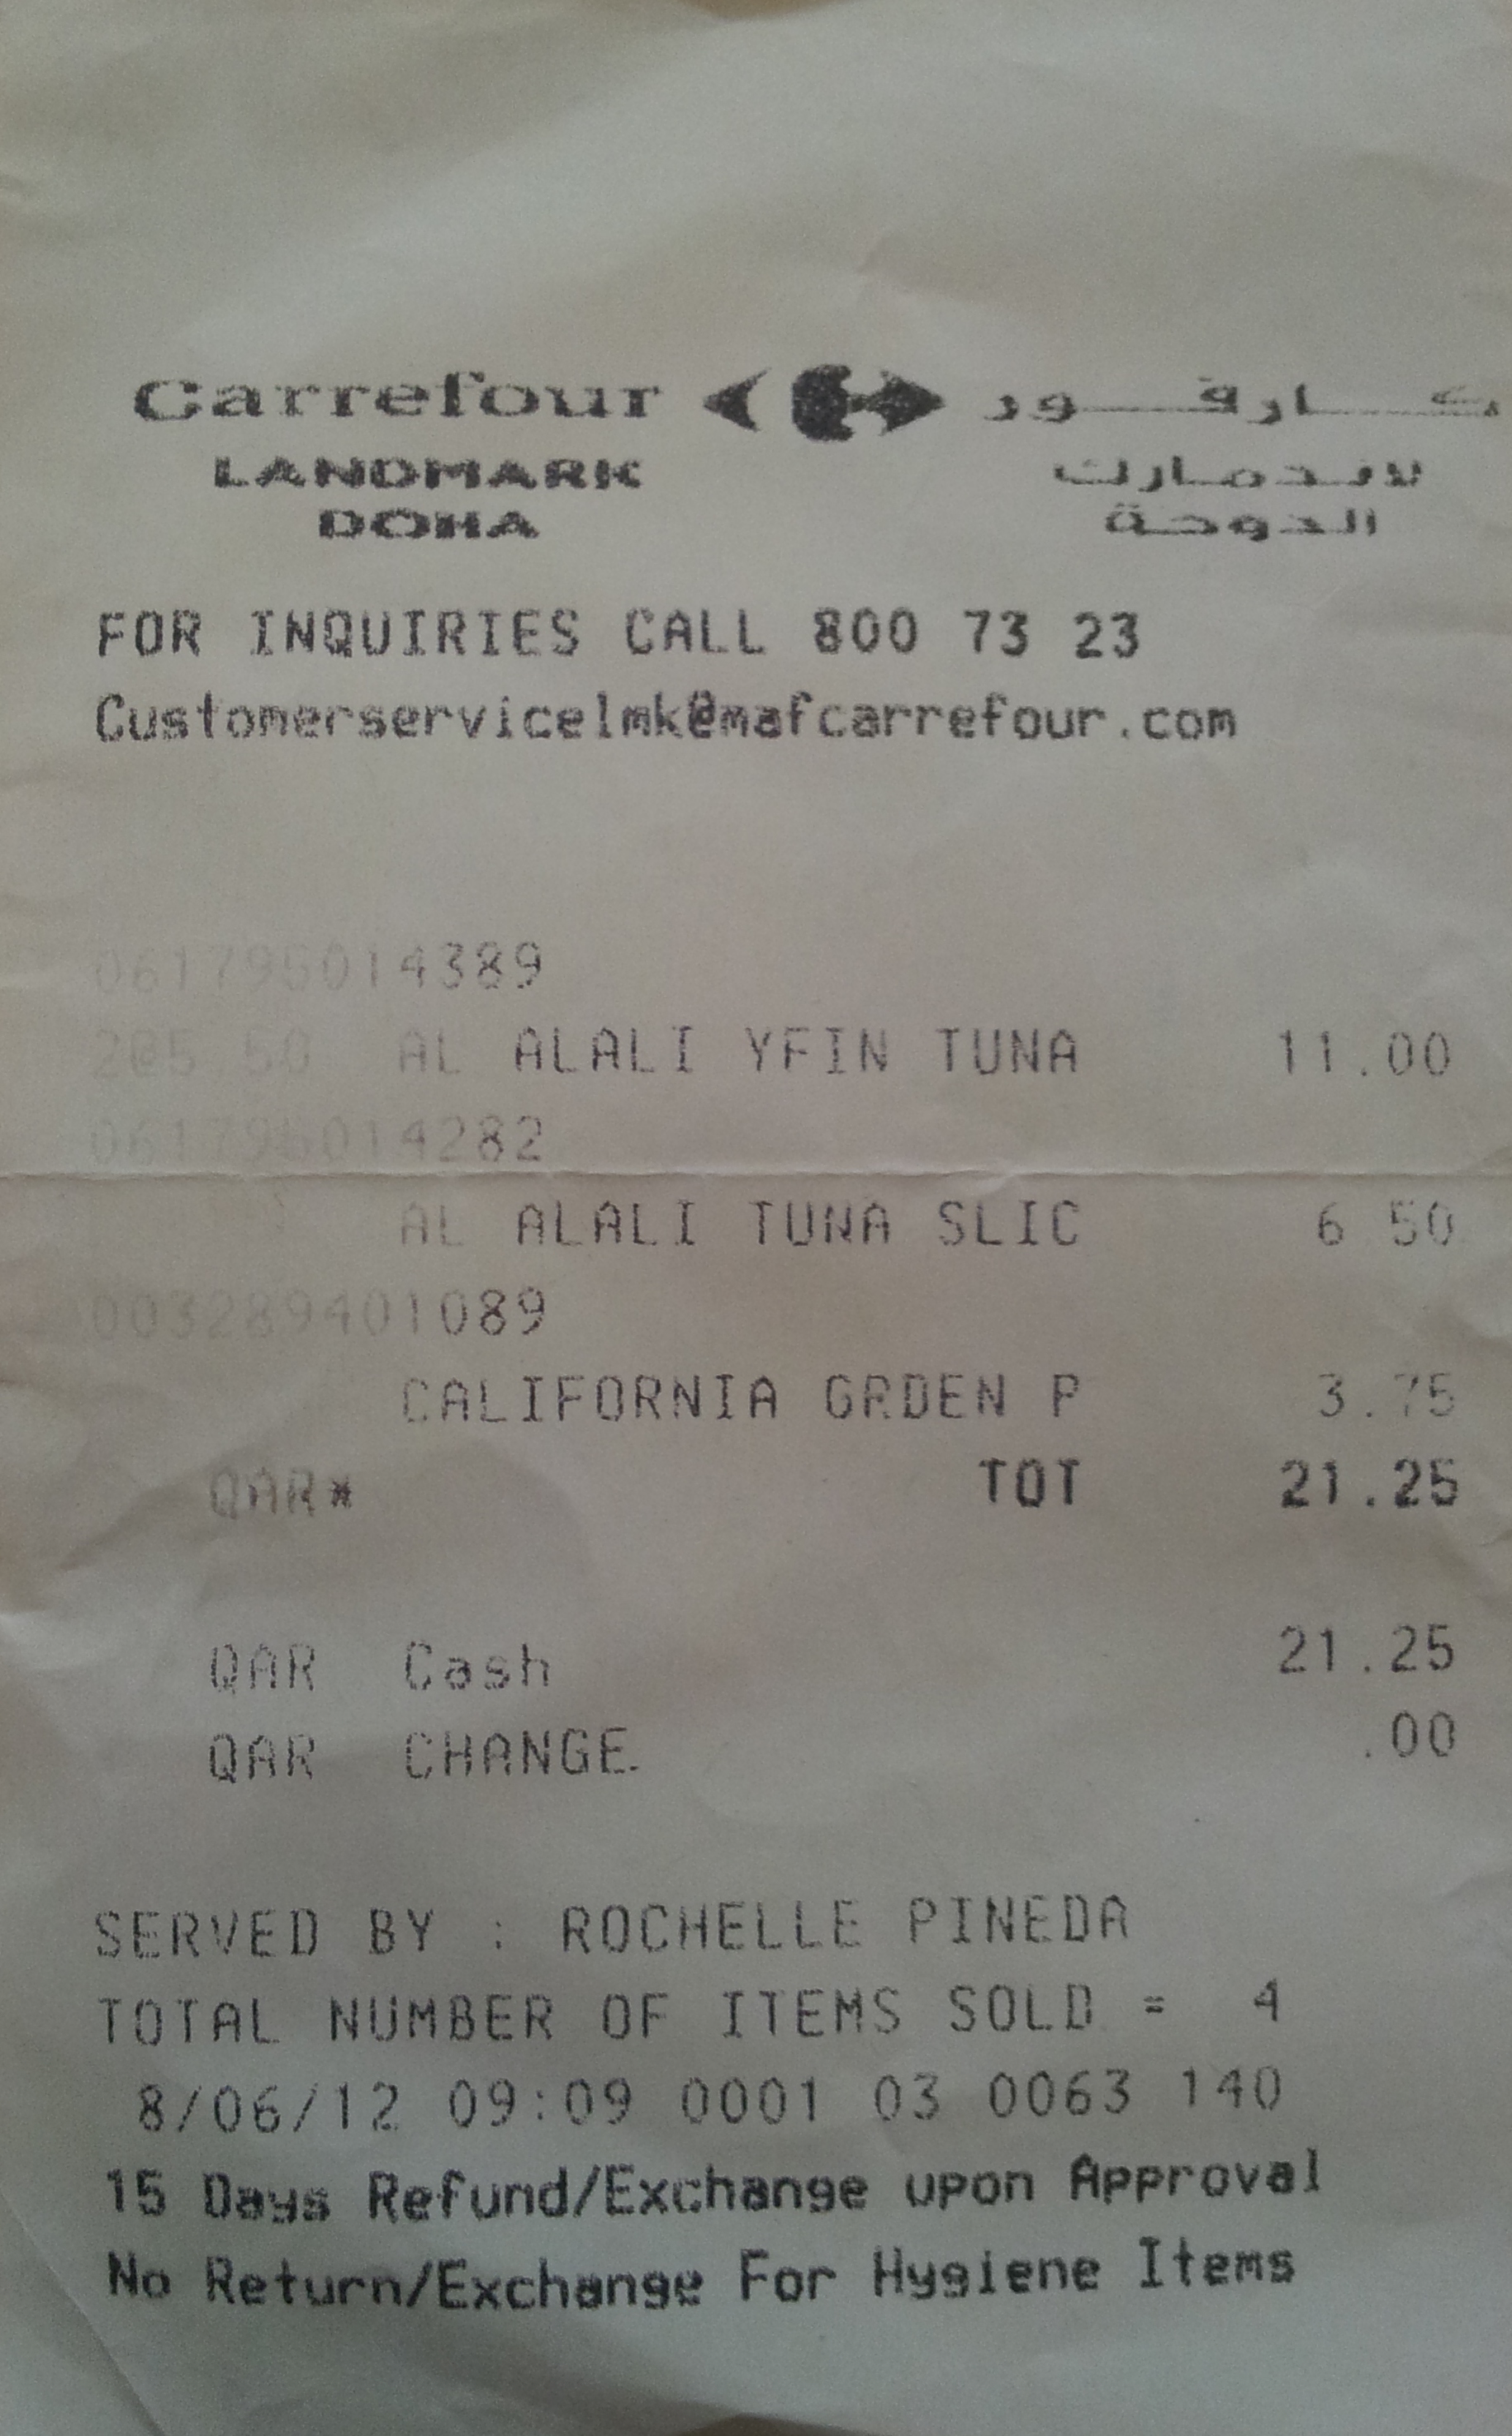 Carrefour كارفور
LANDMARK لاندمارك
DOHA الدوحة
FOR INQUIRIES CALL 800 73 23
Customerservicelmk@mafcarrefour.com
061795014389
2@5 50 AL ALALI YFIN TUNA 11.00
061795014282
AL ALALI TUNA SLIC 6 50
003289401089
CALIFORNIA GRDEN P 3.75
QAR* TOT 21.25
QAR Cash 21.25
QAR CHANGE .00
SERVED BY : ROCHELLE PINEDA
TOTAL NUMBER OF ITEMS SOLD = 4
8/06/12 09:09 0001 03 0063 140
15 Days Refund/Exchange upon Approval
No Return/Exchange For Hygiene Items